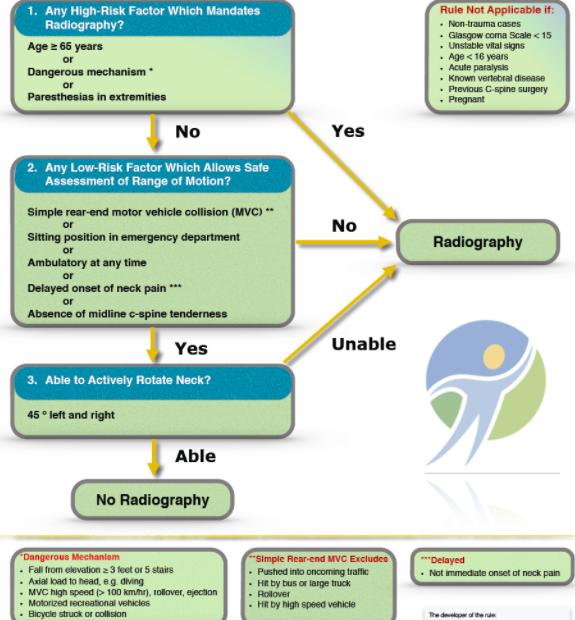 1. Any High-Risk Factor Which Mandates
Radiography?
Age ≥ 65 years
or
Dangerous mechanism *
or
Paresthesias in extremities
Rule Not Applicable if:
• Non-trauma cases
• Glasgow coma Scale < 15
• Unstable vital signs
• Age < 16 years
• Acute paralysis
• Known vertebral disease
• Previous C-spine surgery
• Pregnant
No
Yes
2. Any Low-Risk Factor Which Allows Safe
Assessment of Range of Motion?
Simple rear-end motor vehicle collision (MVC) **
or
Sitting position in emergency department
or
Ambulatory at any time
or
Delayed onset of neck pain ***
or
Absence of midline c-spine tenderness
No
Radiography
Yes
Unable
3. Able to Actively Rotate Neck?
45 º left and right
Able
No Radiography
*Dangerous Mechanism
• Fall from elevation ≥ 3 feet or 5 stairs
• Axial load to head, e.g. diving
• MVC high speed (> 100 km/hr), rollover, ejection
• Motorized recreational vehicles
• Bicycle struck or collision
**Simple Rear-end MVC Excludes
• Pushed into oncoming traffic
• Hit by bus or large truck
• Rollover
• Hit by high speed vehicle
***Delayed
• Not immediate onset of neck pain
The developer of the rule: